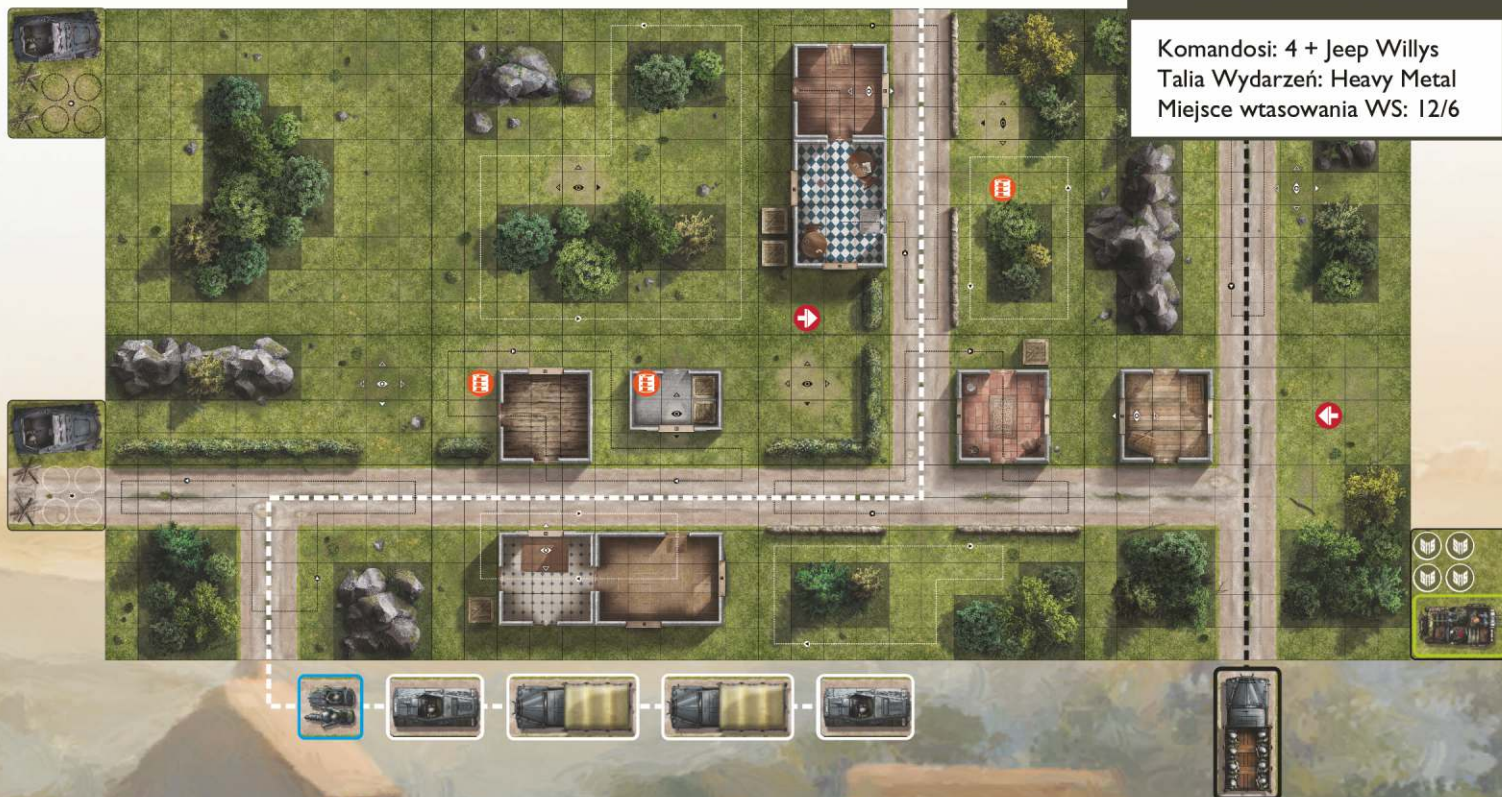 Komandosi: 4 + Jeep Willys
Talia Wydarzeń: Heavy Metal
Miejsce wtasowania WS: 12/6